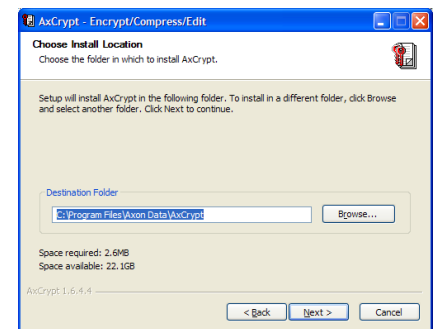 AxCrypt - Encrypt/Compress/Edit
Choose Install Location
Choose the folder in which to install AxCrypt.
Setup will install AxCrypt in the following folder. To install in a different folder, click Browse
and select another folder. Click Next to continue.
Destination Folder
C:\Program Files\Axon Data\AxCrypt
Browse...
Space required: 2.6MB
Space available: 22.1GB
AxCrypt 1.6.4.4
< Back Next > Cancel